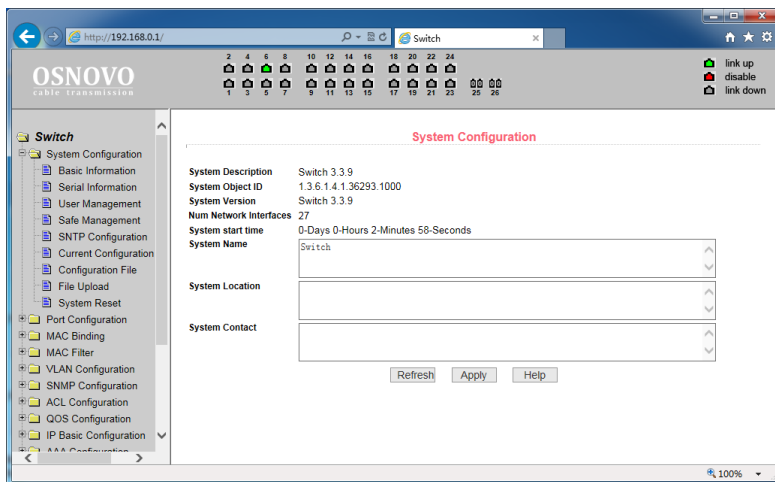 http://192.168.0.1/
Switch
OSNOVO
cable transmission
2 4 6 8 10 12 14 16 18 20 22 24
1 3 5 7 9 11 13 15 17 19 21 23 25 26
link up
disable
link down
Switch
System Configuration
Basic Information
Serial Information
User Management
Safe Management
SNTP Configuration
Current Configuration
Configuration File
File Upload
System Reset
Port Configuration
MAC Binding
MAC Filter
VLAN Configuration
SNMP Configuration
ACL Configuration
QOS Configuration
IP Basic Configuration
AAA Configuration
System Configuration
System Description Switch 3.3.9
System Object ID 1.3.6.1.4.1.36293.1000
System Version Switch 3.3.9
Num Network Interfaces 27
System start time 0-Days 0-Hours 2-Minutes 58-Seconds
System Name Switch
System Location
System Contact
Refresh Apply Help
100%